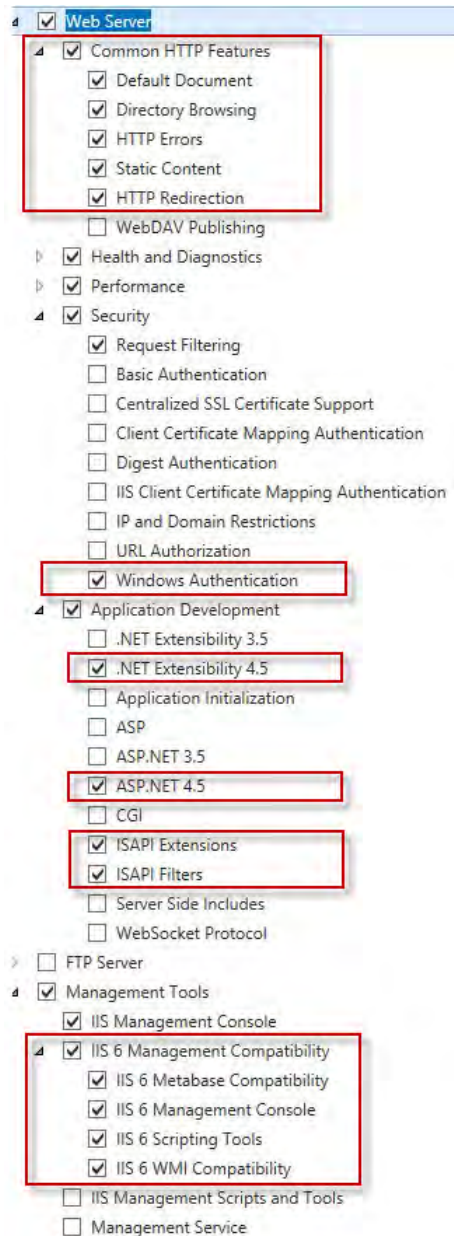 Web Server
Common HTTP Features
Default Document
Directory Browsing
HTTP Errors
Static Content
HTTP Redirection
WebDAV Publishing
Health and Diagnostics
Performance
Security
Request Filtering
Basic Authentication
Centralized SSL Certificate Support
Client Certificate Mapping Authentication
Digest Authentication
IIS Client Certificate Mapping Authentication
IP and Domain Restrictions
URL Authorization
Windows Authentication
Application Development
.NET Extensibility 3.5
.NET Extensibility 4.5
Application Initialization
ASP
ASP.NET 3.5
ASP.NET 4.5
CGI
ISAPI Extensions
ISAPI Filters
Server Side Includes
WebSocket Protocol
FTP Server
Management Tools
IIS Management Console
IIS 6 Management Compatibility
IIS 6 Metabase Compatibility
IIS 6 Management Console
IIS 6 Scripting Tools
IIS 6 WMI Compatibility
IIS Management Scripts and Tools
Management Service